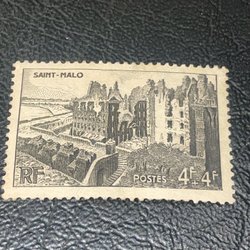 SAINT-MALO
RF
POSTES
4F+4F